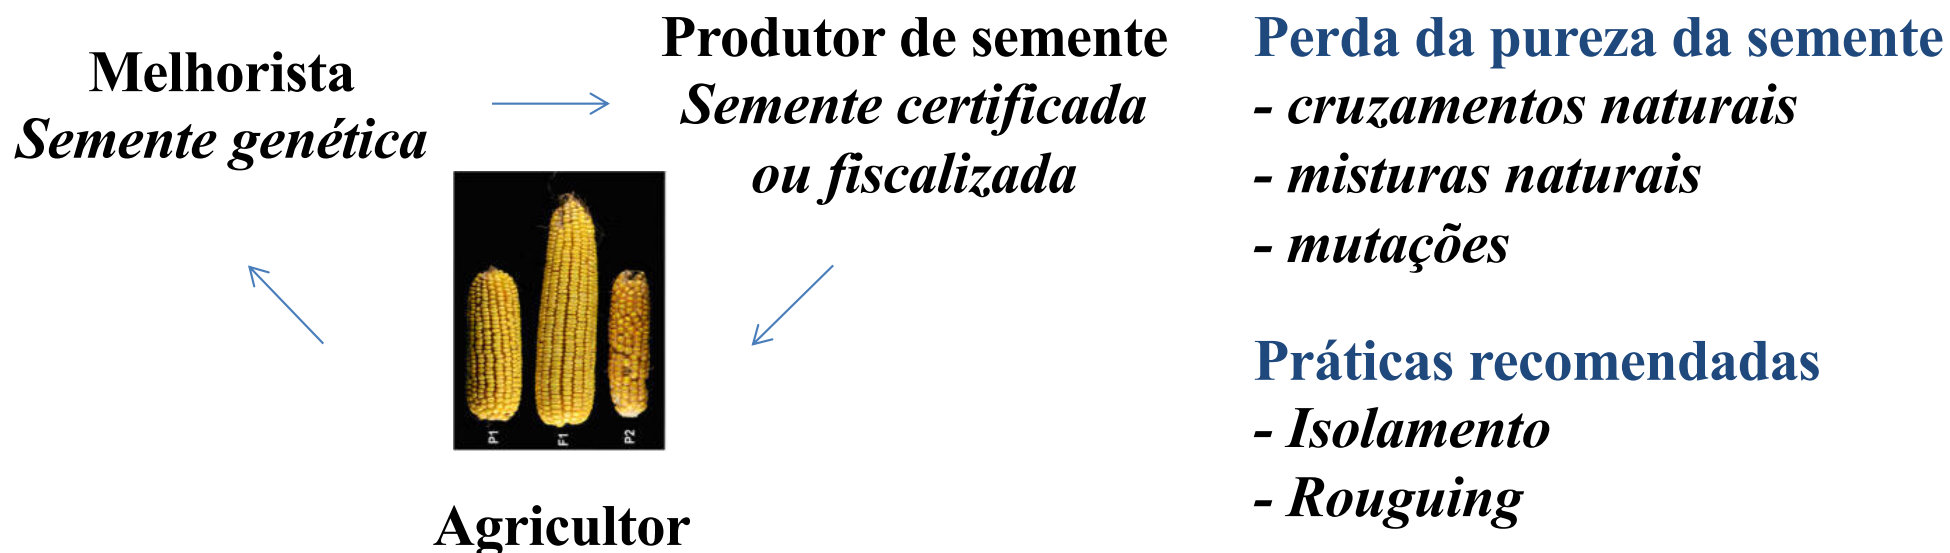 Melhorista
Semente genética
Produtor de semente
Semente certificada
ou fiscalizada
P1
F1
P2
Agricultor
Perda da pureza da semente
- cruzamentos naturais
- misturas naturais
- mutações
Práticas recomendadas
- Isolamento
- Rouguing